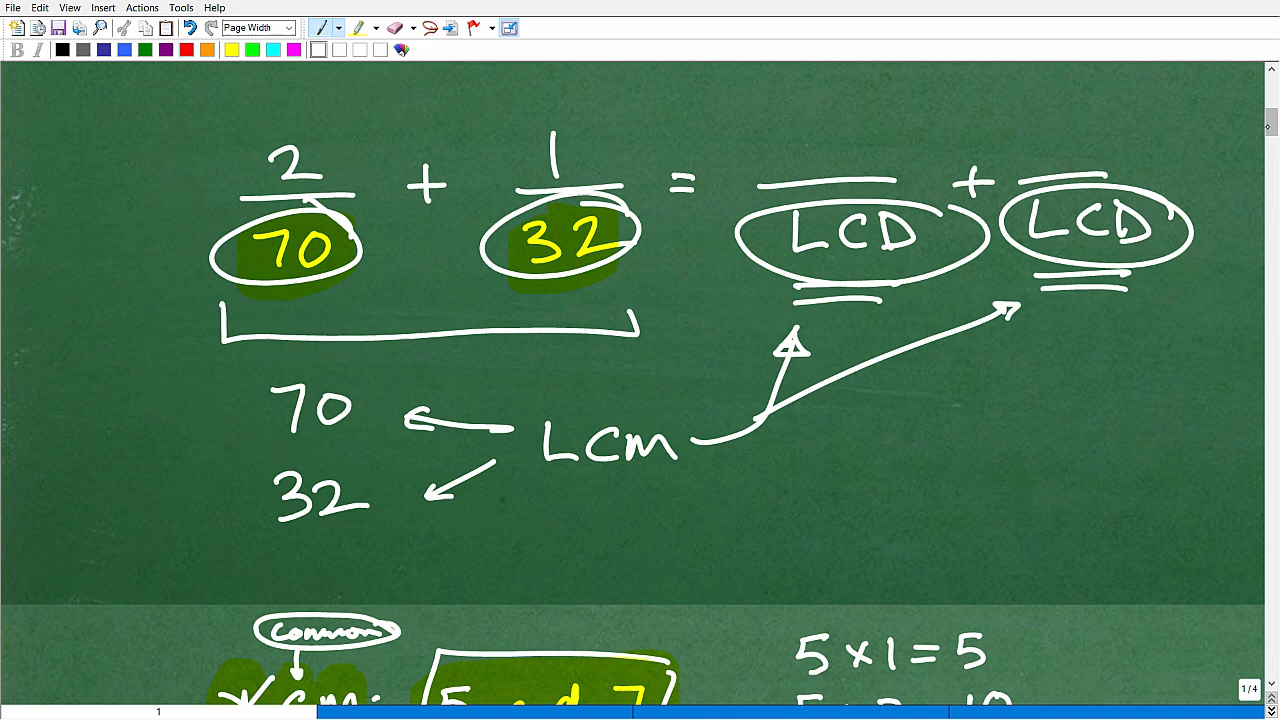 File Edit View Insert Actions Tools Help
Page Width
B I
2 + 1 = +
70 32 LCD LCD
70
LCM
32
common
5 x 1 = 5
cm:
1/4
1